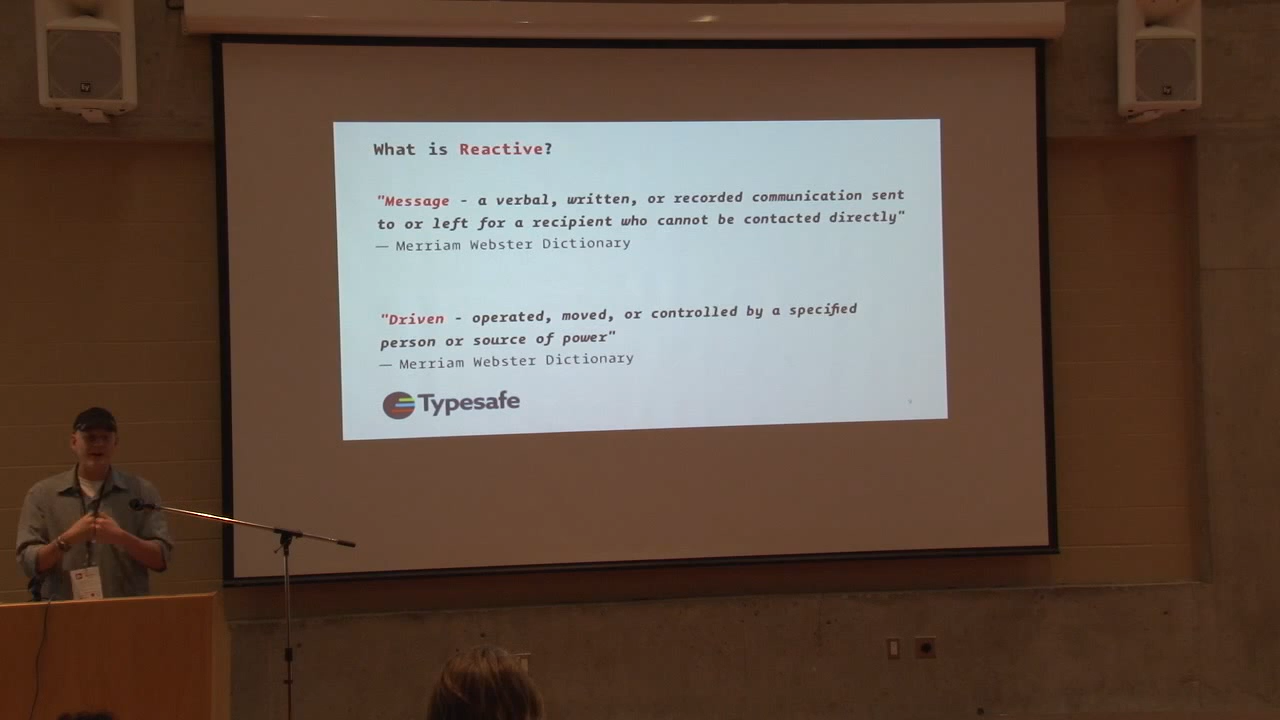 What is Reactive?
"Message - a verbal, written, or recorded communication sent
to or left for a recipient who cannot be contacted directly"
— Merriam Webster Dictionary
"Driven - operated, moved, or controlled by a specified
person or source of power"
— Merriam Webster Dictionary
Typesafe